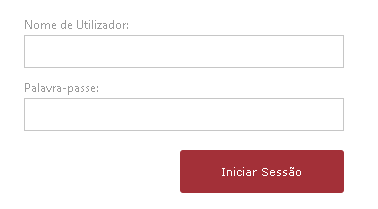 Nome de Utilizador:
Palavra-passe:
Iniciar Sessão